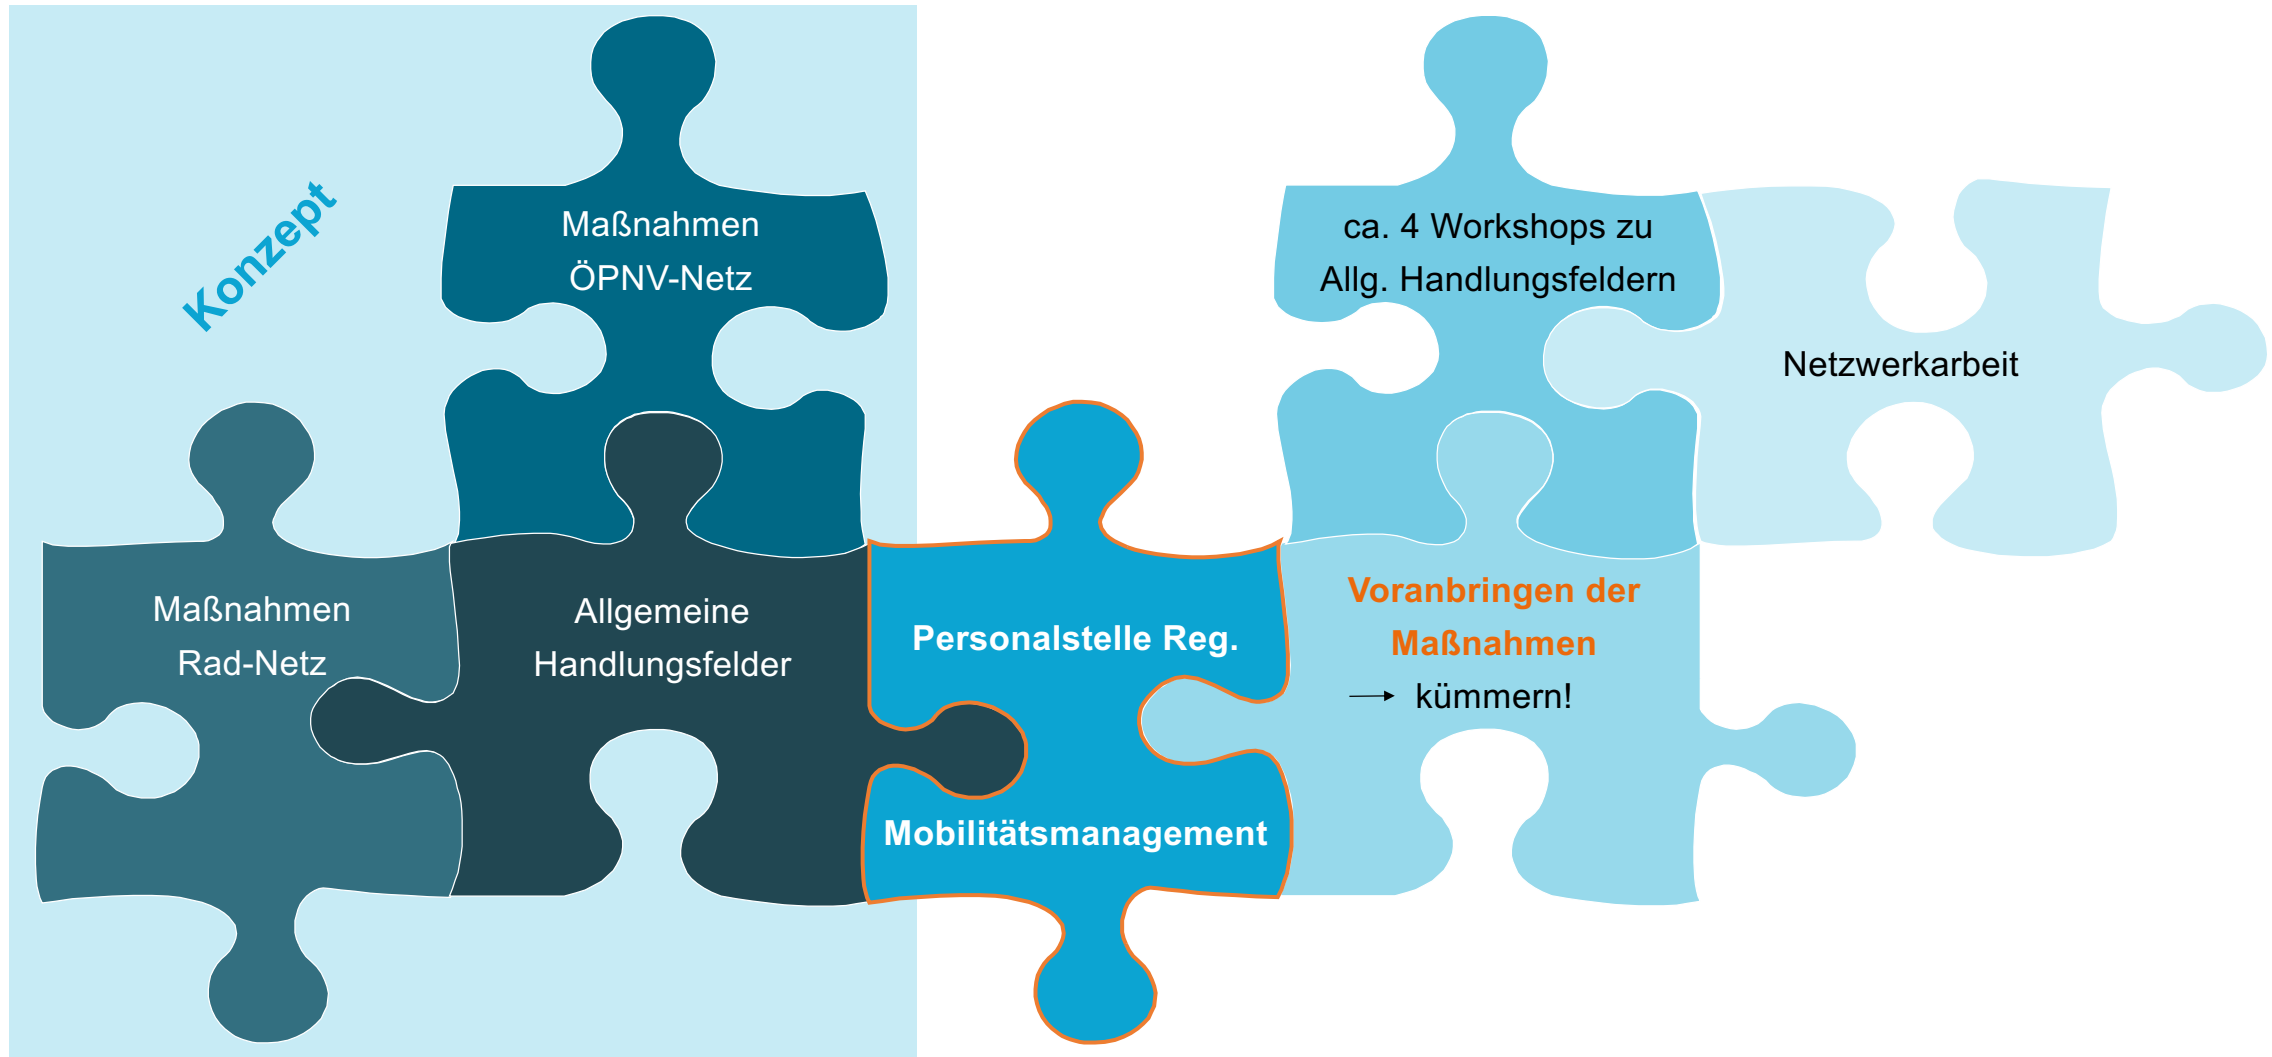 Konzept
Maßnahmen
ÖPNV-Netz
Maßnahmen
Rad-Netz
Allgemeine
Handlungsfelder
Personalstelle Reg.
Mobilitätsmanagement
ca. 4 Workshops zu
Allg. Handlungsfeldern
Netzwerkarbeit
Voranbringen der
Maßnahmen
→ kümmern!